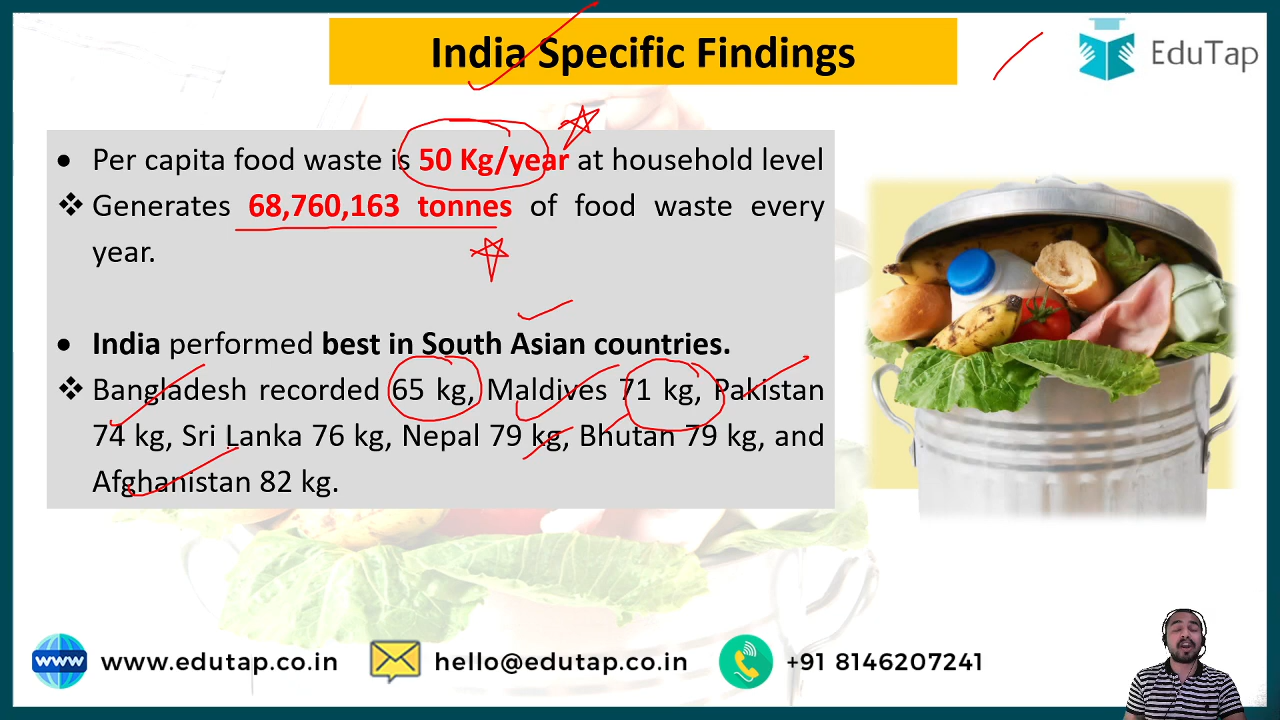 India Specific Findings
EduTap
• Per capita food waste is 50 Kg/year at household level
❖ Generates 68,760,163 tonnes of food waste every
year.
• India performed best in South Asian countries.
❖ Bangladesh recorded 65 kg, Maldives 71 kg, Pakistan
74 kg, Sri Lanka 76 kg, Nepal 79 kg, Bhutan 79 kg, and
Afghanistan 82 kg.
www www.edutap.co.in hello@edutap.co.in +91 8146207241